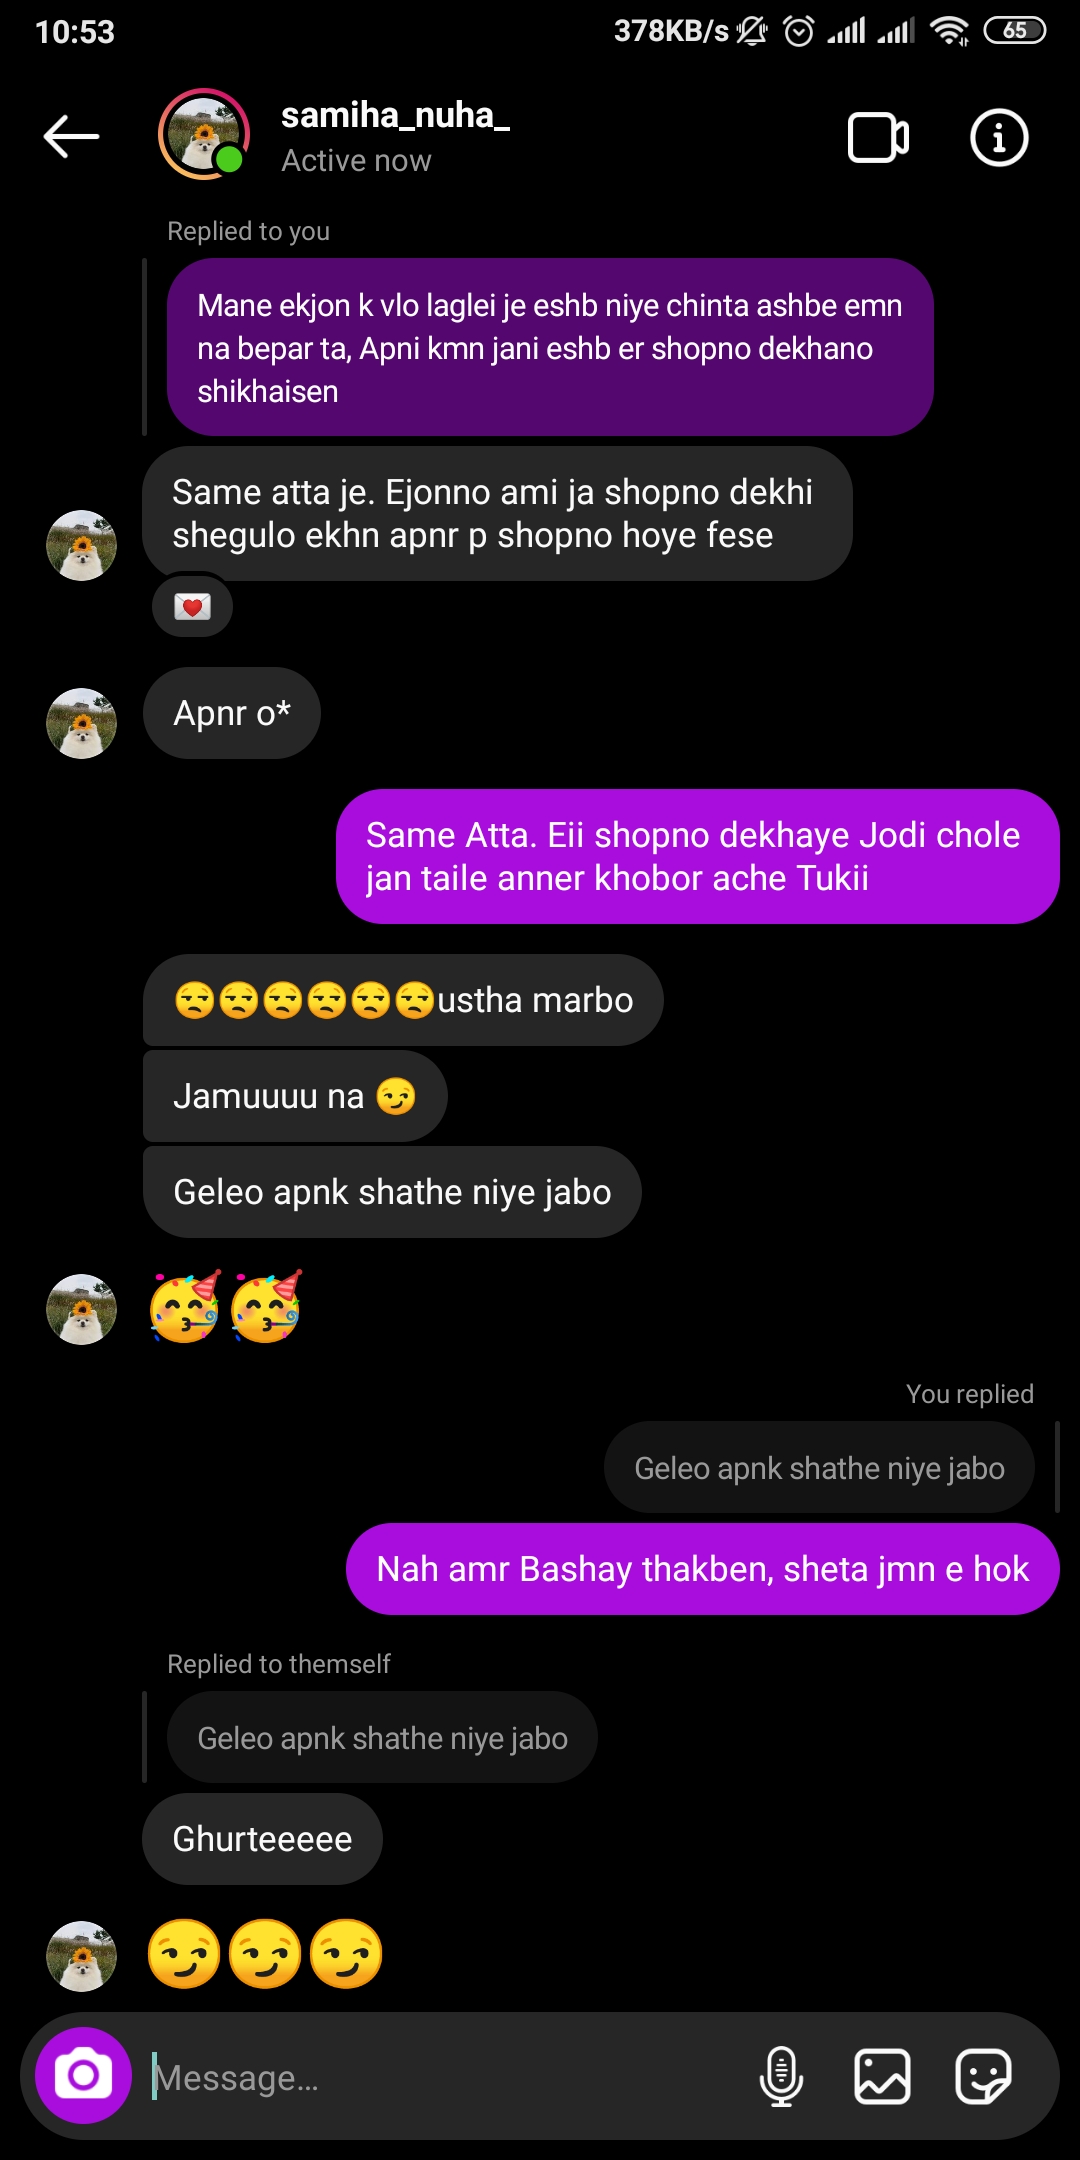 10:53
378KB/s
65
samiha_nuha_
Active now
Replied to you
Mane ekjon k vlo laglei je eshb niye chinta ashbe emn
na bepar ta, Apni kmn jani eshb er shopno dekhano
shikhaisen
Same atta je. Ejonno ami ja shopno dekhi
shegulo ekhn apnr p shopno hoye fese
💌
Apnr o*
Same Atta. Eii shopno dekhaye Jodi chole
jan taile anner khobor ache Tukii
😒😒😒😒😒😒ustha marbo
Jamuuuu na 😏
Geleo apnk shathe niye jabo
🥳🥳
You replied
Geleo apnk shathe niye jabo
Nah amr Bashay thakben, sheta jmn e hok
Replied to themself
Geleo apnk shathe niye jabo
Ghurteeeee
😏😏😏
Message...